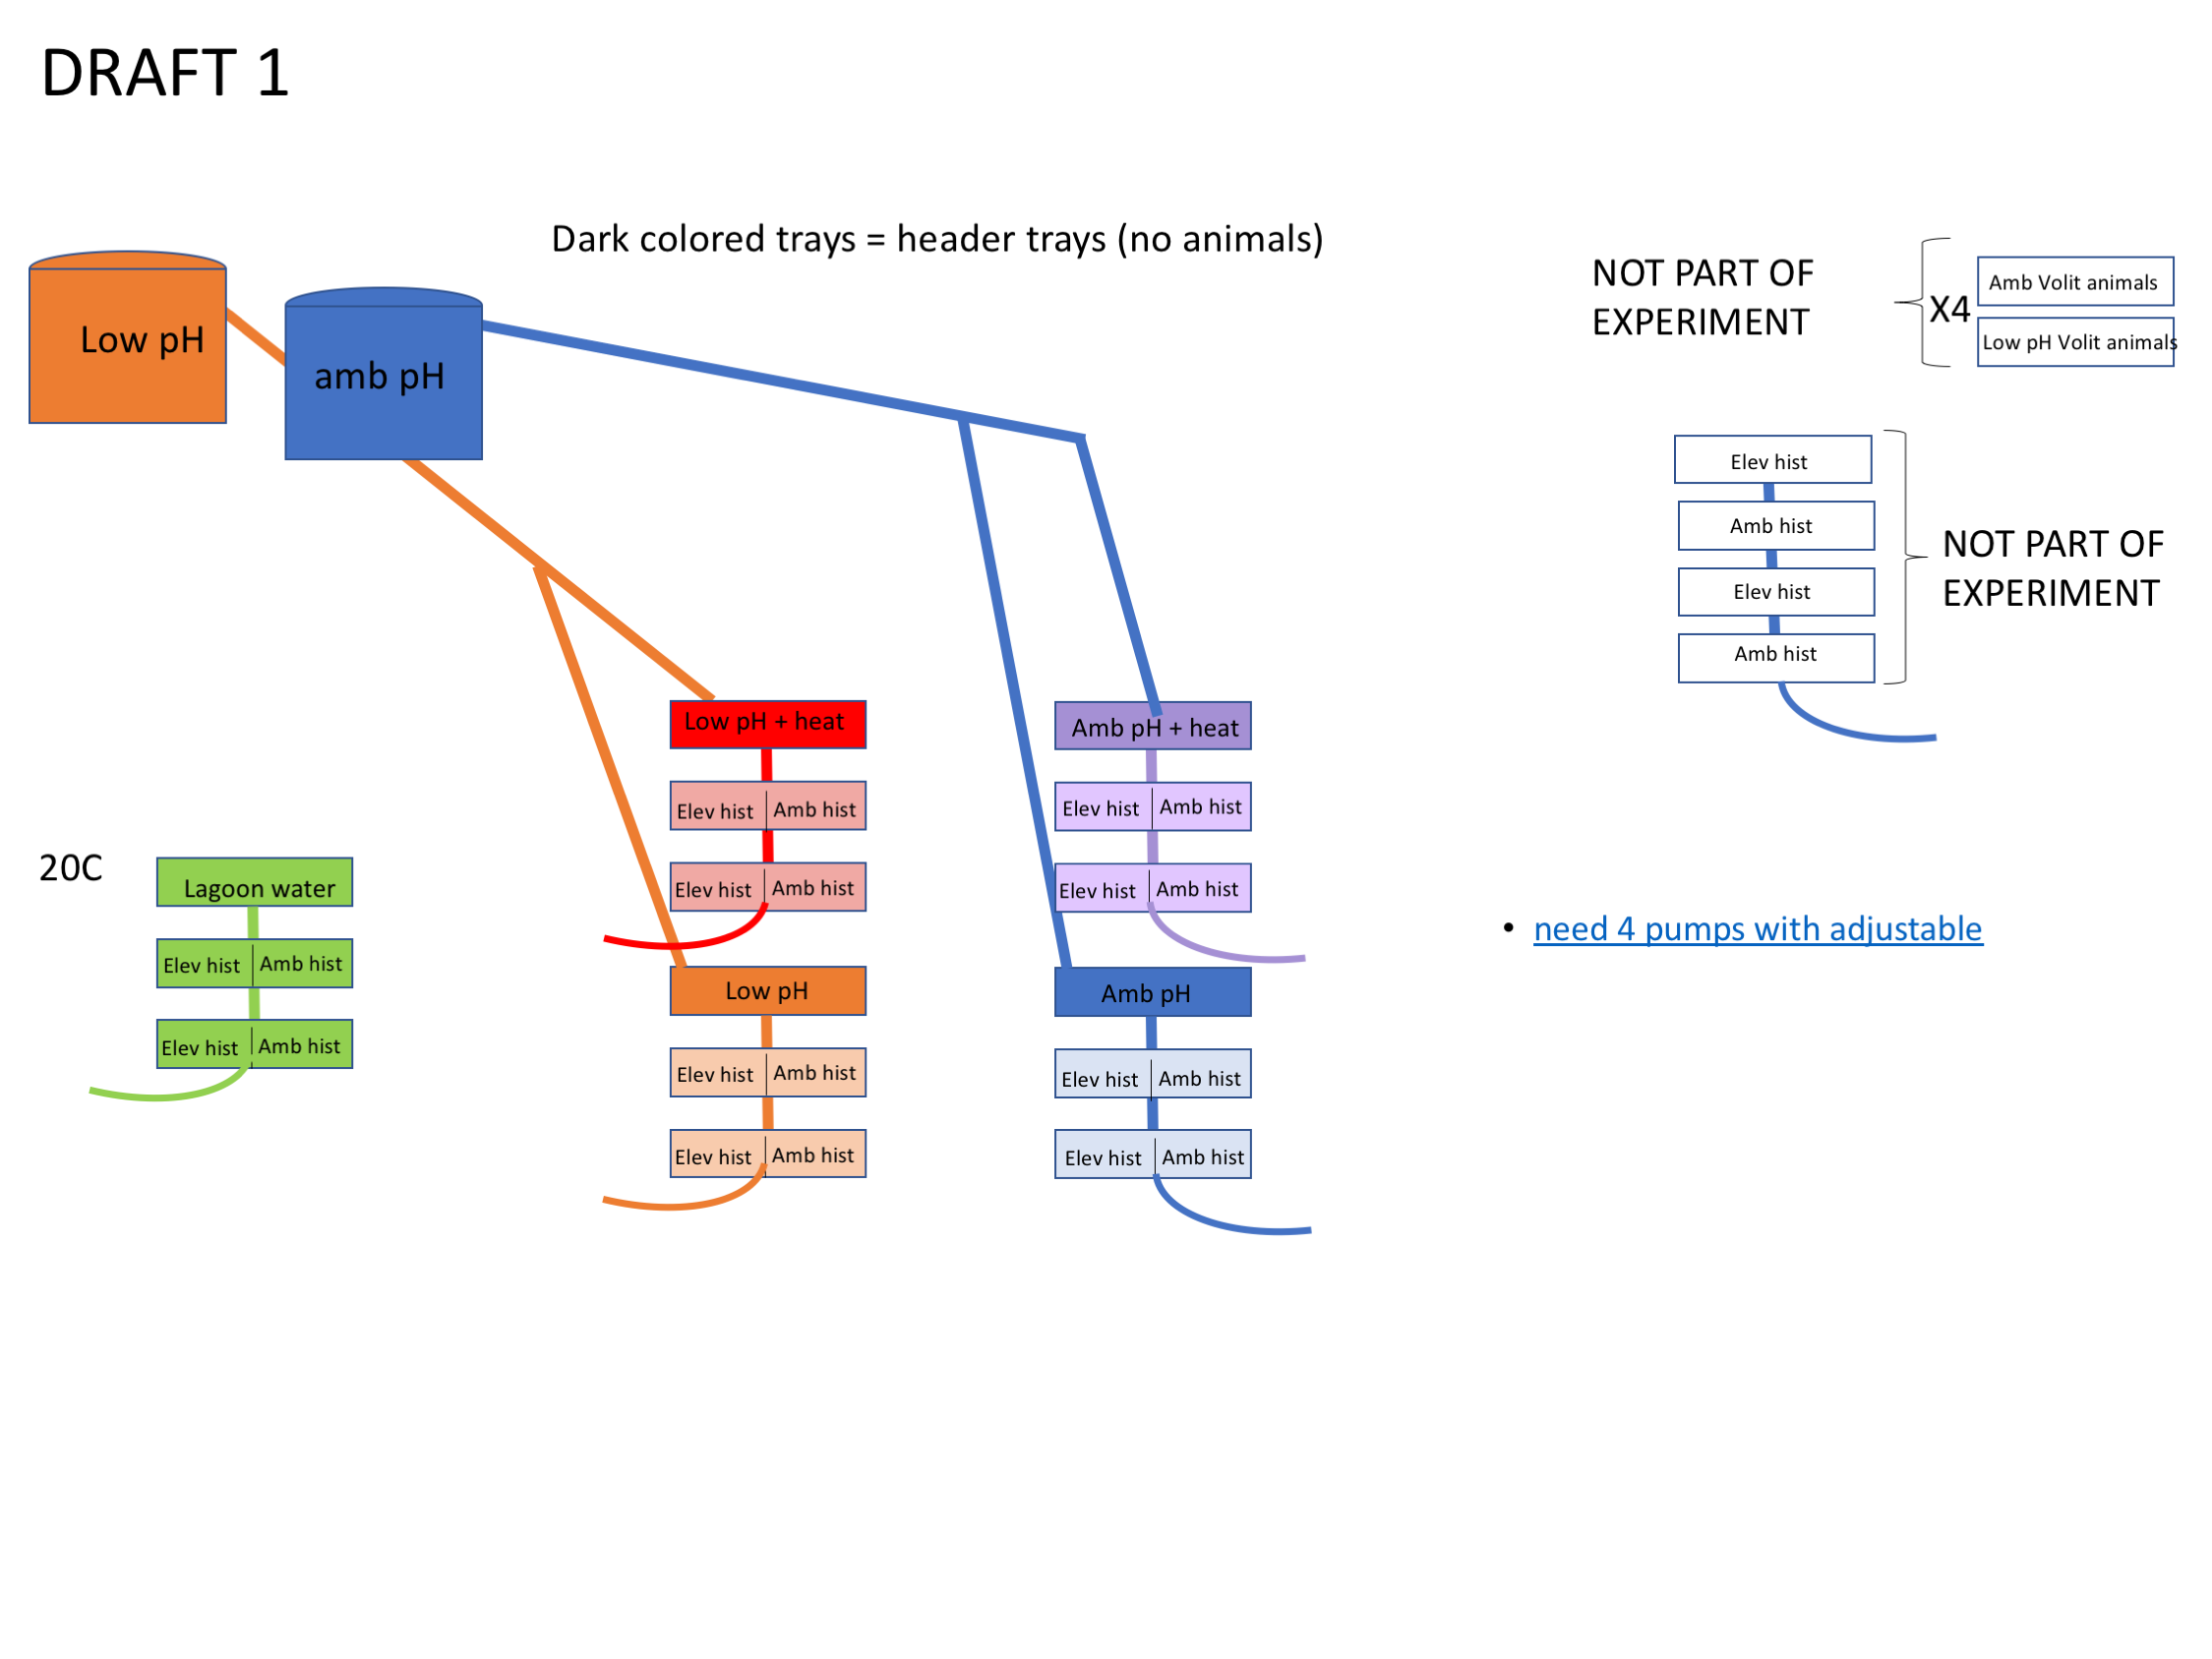 DRAFT 1
Dark colored trays = header trays (no animals)
Low pH
amb pH
NOT PART OF
EXPERIMENT
X4
Amb Volit animals
Low pH Volit animals
Elev hist
Amb hist
Elev hist
Amb hist
NOT PART OF
EXPERIMENT
Low pH + heat
Elev hist Amb hist
Elev hist Amb hist
Amb pH + heat
Elev hist Amb hist
Elev hist Amb hist
20C
Lagoon water
Elev hist Amb hist
Elev hist Amb hist
Low pH
Elev hist Amb hist
Elev hist Amb hist
Amb pH
Elev hist Amb hist
Elev hist Amb hist
• need 4 pumps with adjustable